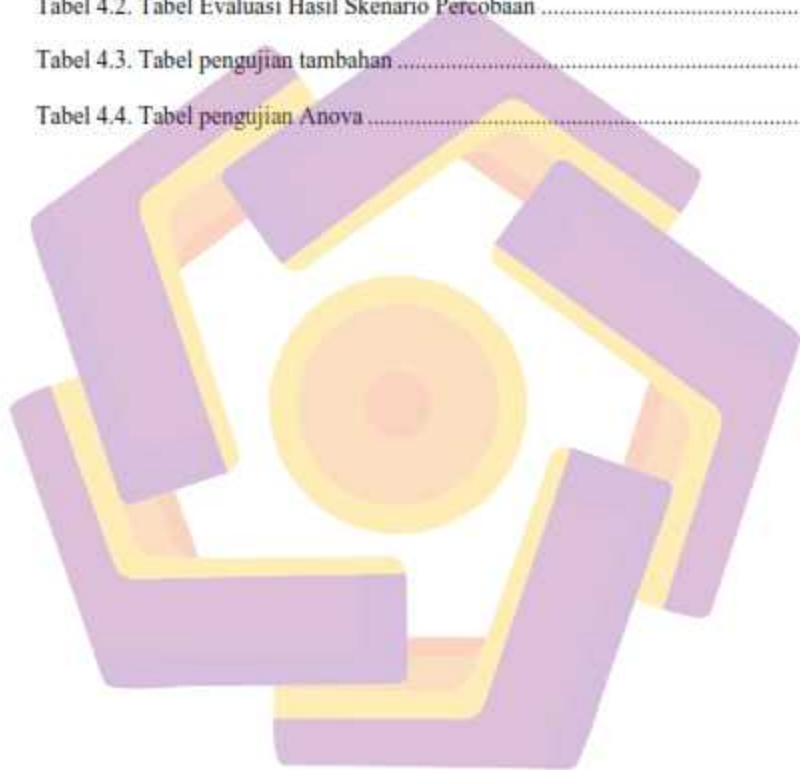 Tabel 4.2. Tabel Evaluasi Hasil Skenario Percobaan ........................................
Tabel 4.3. Tabel pengujian tambahan ................................................................
Tabel 4.4. Tabel pengujian Anova .....................................................................